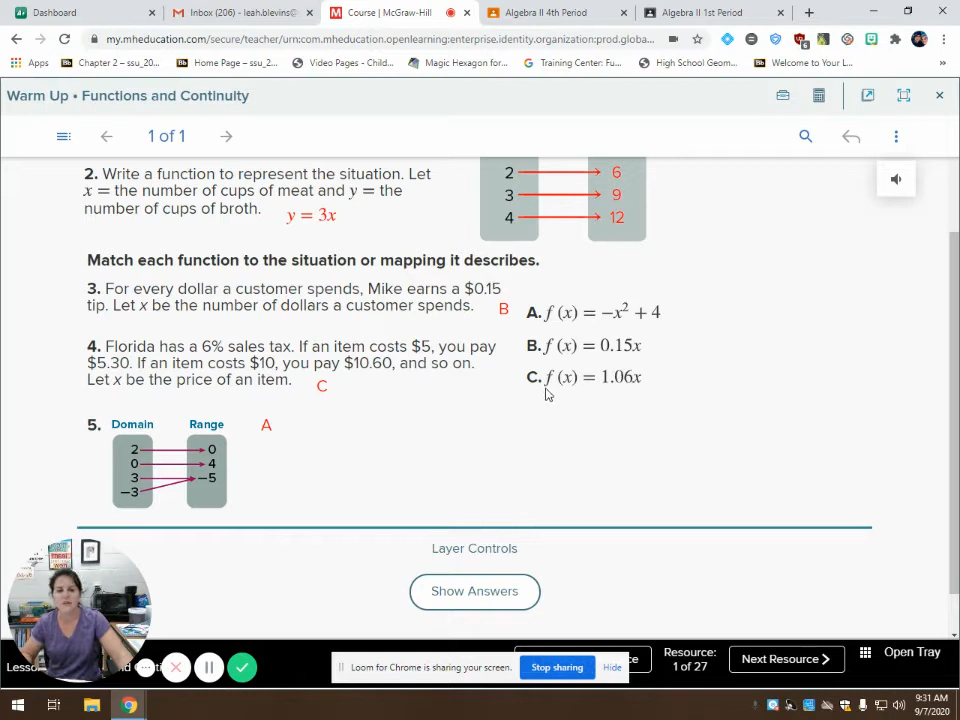 Dashboard
Inbox (206) - leah.blevins@
Course | McGraw-Hill
Algebra II 4th Period
Algebra II 1st Period
my.mheducation.com/secure/teacher/urn:com.mheducation.openlearning:enterprise.identity.organization:prod.globa...
6
Apps
Chapter 2 – ssu_20...
Home Page – ssu_2...
Video Pages - Child...
Magic Hexagon for...
Training Center: Fu...
High School Geom...
Welcome to Your L...
Warm Up • Functions and Continuity
1 of 1
2. Write a function to represent the situation. Let
x = the number of cups of meat and y = the
number of cups of broth.
y = 3x
2 6
3 9
4 12
Match each function to the situation or mapping it describes.
3. For every dollar a customer spends, Mike earns a $0.15
tip. Let x be the number of dollars a customer spends.
B
A. f (x) = −x² + 4
4. Florida has a 6% sales tax. If an item costs $5, you pay
$5.30. If an item costs $10, you pay $10.60, and so on.
Let x be the price of an item.
C
B. f (x) = 0.15x
C. f (x) = 1.06x
5. Domain Range
A
2 0
0 4
3 −5
−3
Layer Controls
Show Answers
Loom for Chrome is sharing your screen.
Stop sharing
Hide
Resource:
1 of 27
Next Resource
Open Tray
9:31 AM
9/7/2020